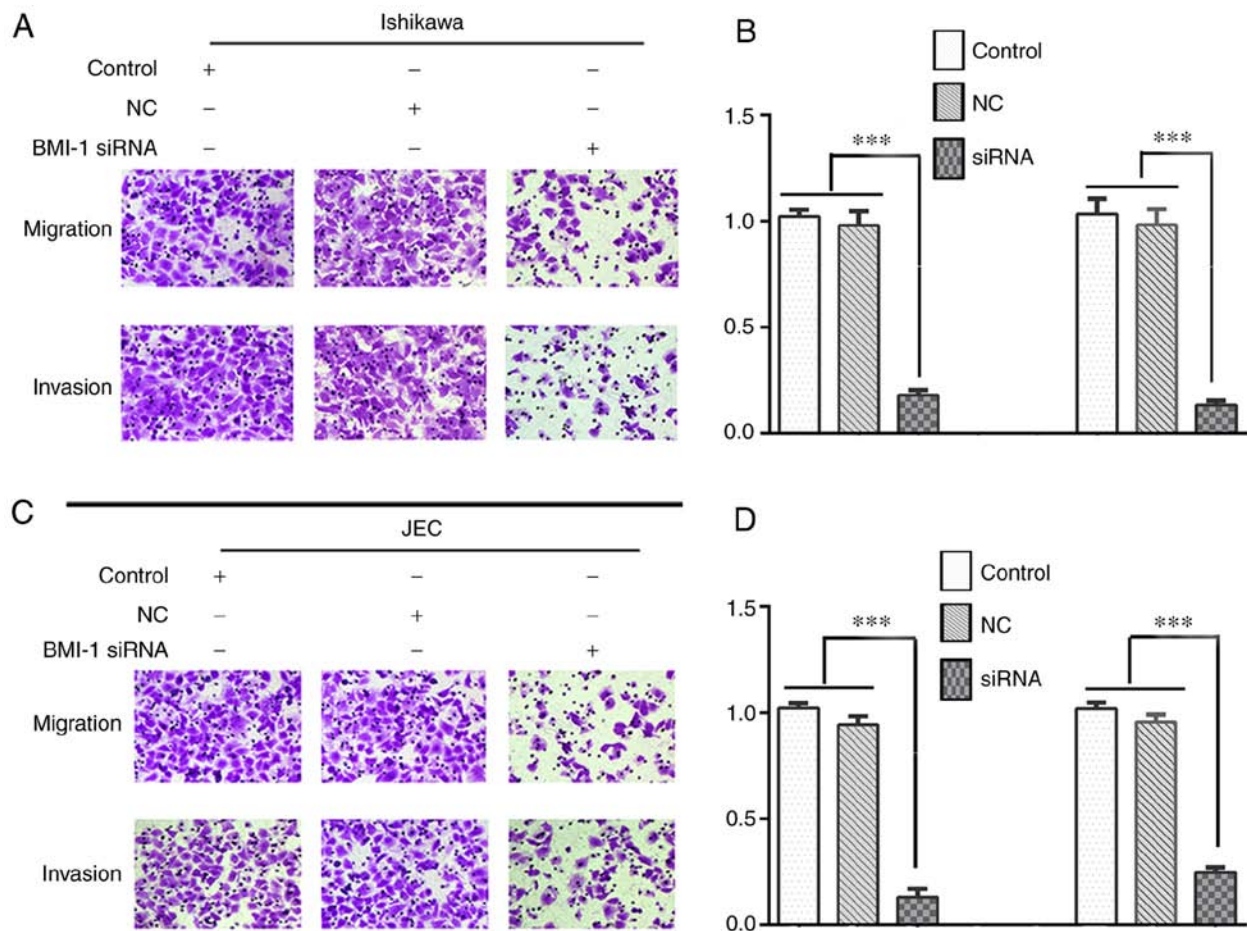 A
Ishikawa
Control + – –
NC – + –
BMI-1 siRNA – – +
Migration
Invasion
B
Control
NC
siRNA
1.5
1.0
0.5
0.0
***
***
C
JEC
Control + – –
NC – + –
BMI-1 siRNA – – +
Migration
Invasion
D
Control
NC
siRNA
1.5
1.0
0.5
0.0
***
***